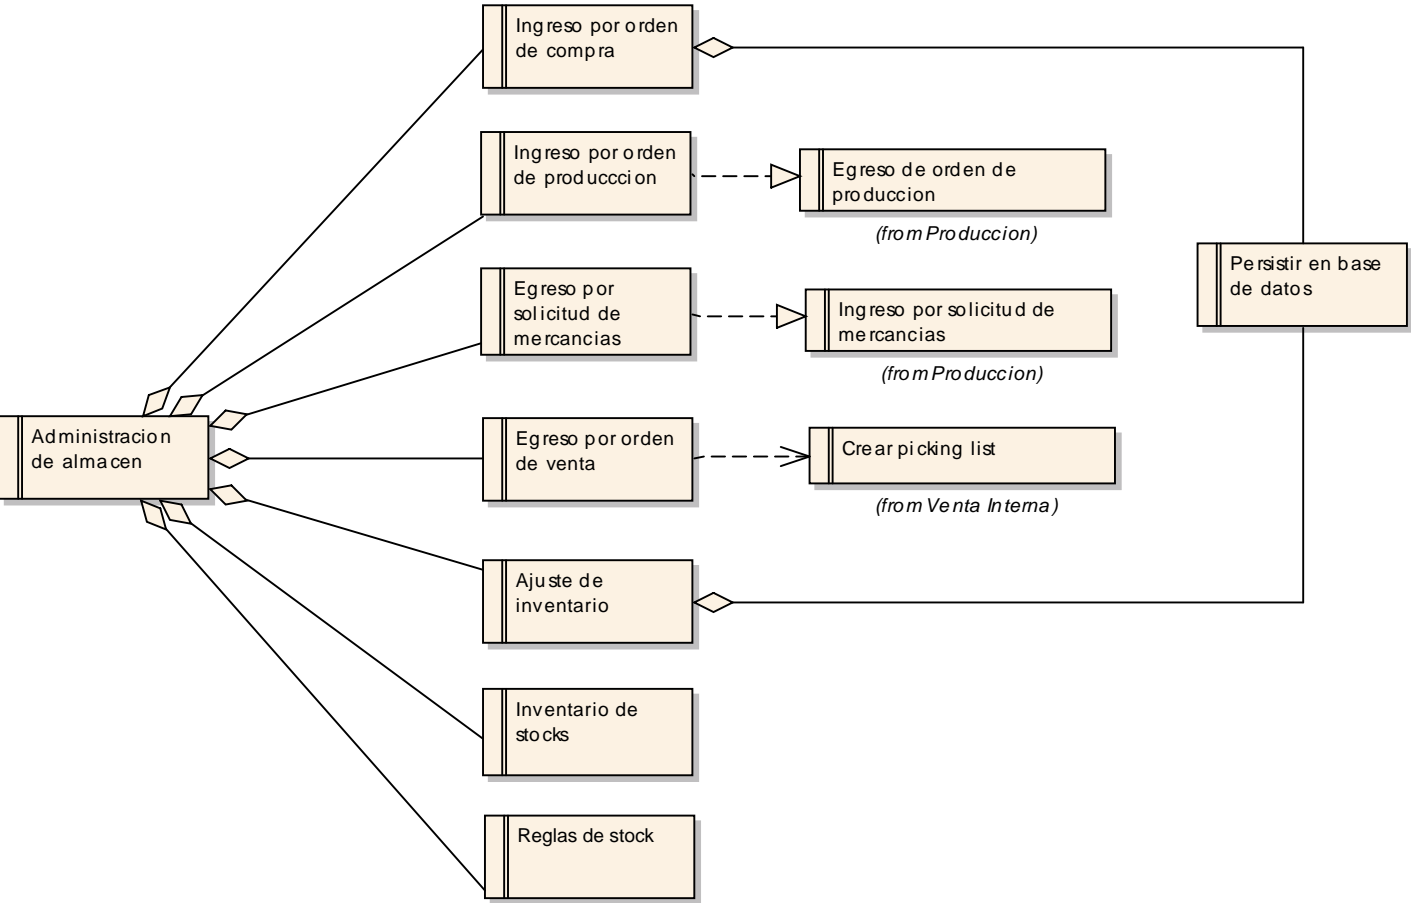 Ingreso por orden
de compra
Ingreso por orden
de producccion
Egreso de orden de
produccion
(from Produccion)
Persistir en base
de datos
Egreso por
solicitud de
mercancias
Ingreso por solicitud de
mercancias
(from Produccion)
Administracion
de almacen
Egreso por orden
de venta
Crear picking list
(from Venta Interna)
Ajuste de
inventario
Inventario de
stocks
Reglas de stock